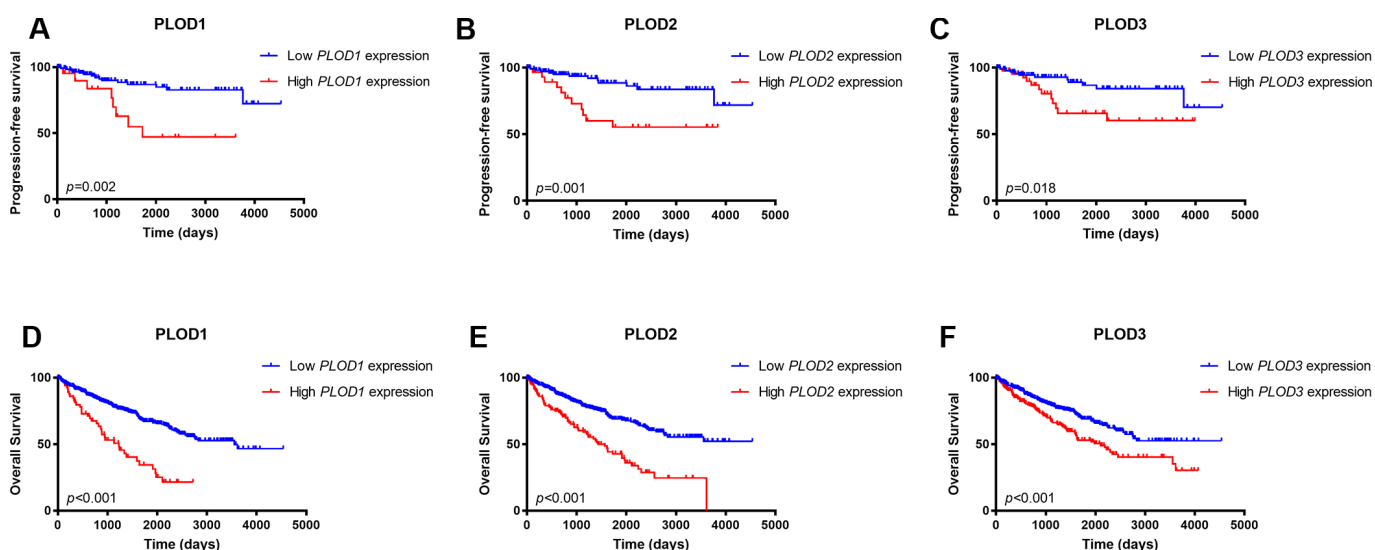 A
PLOD1
Low PLOD1 expression
High PLOD1 expression
Progression-free survival
100
50
0
p=0.002
0 1000 2000 3000 4000 5000
Time (days)
B
PLOD2
Low PLOD2 expression
High PLOD2 expression
Progression-free survival
100
50
0
p=0.001
0 1000 2000 3000 4000 5000
Time (days)
C
PLOD3
Low PLOD3 expression
High PLOD3 expression
Progression-free survival
100
50
0
p=0.018
0 1000 2000 3000 4000 5000
Time (days)
D
PLOD1
Low PLOD1 expression
High PLOD1 expression
Overall Survival
100
50
0
p<0.001
0 1000 2000 3000 4000 5000
Time (days)
E
PLOD2
Low PLOD2 expression
High PLOD2 expression
Overall Survival
100
50
0
p<0.001
0 1000 2000 3000 4000 5000
Time (days)
F
PLOD3
Low PLOD3 expression
High PLOD3 expression
Overall Survival
100
50
0
p<0.001
0 1000 2000 3000 4000 5000
Time (days)